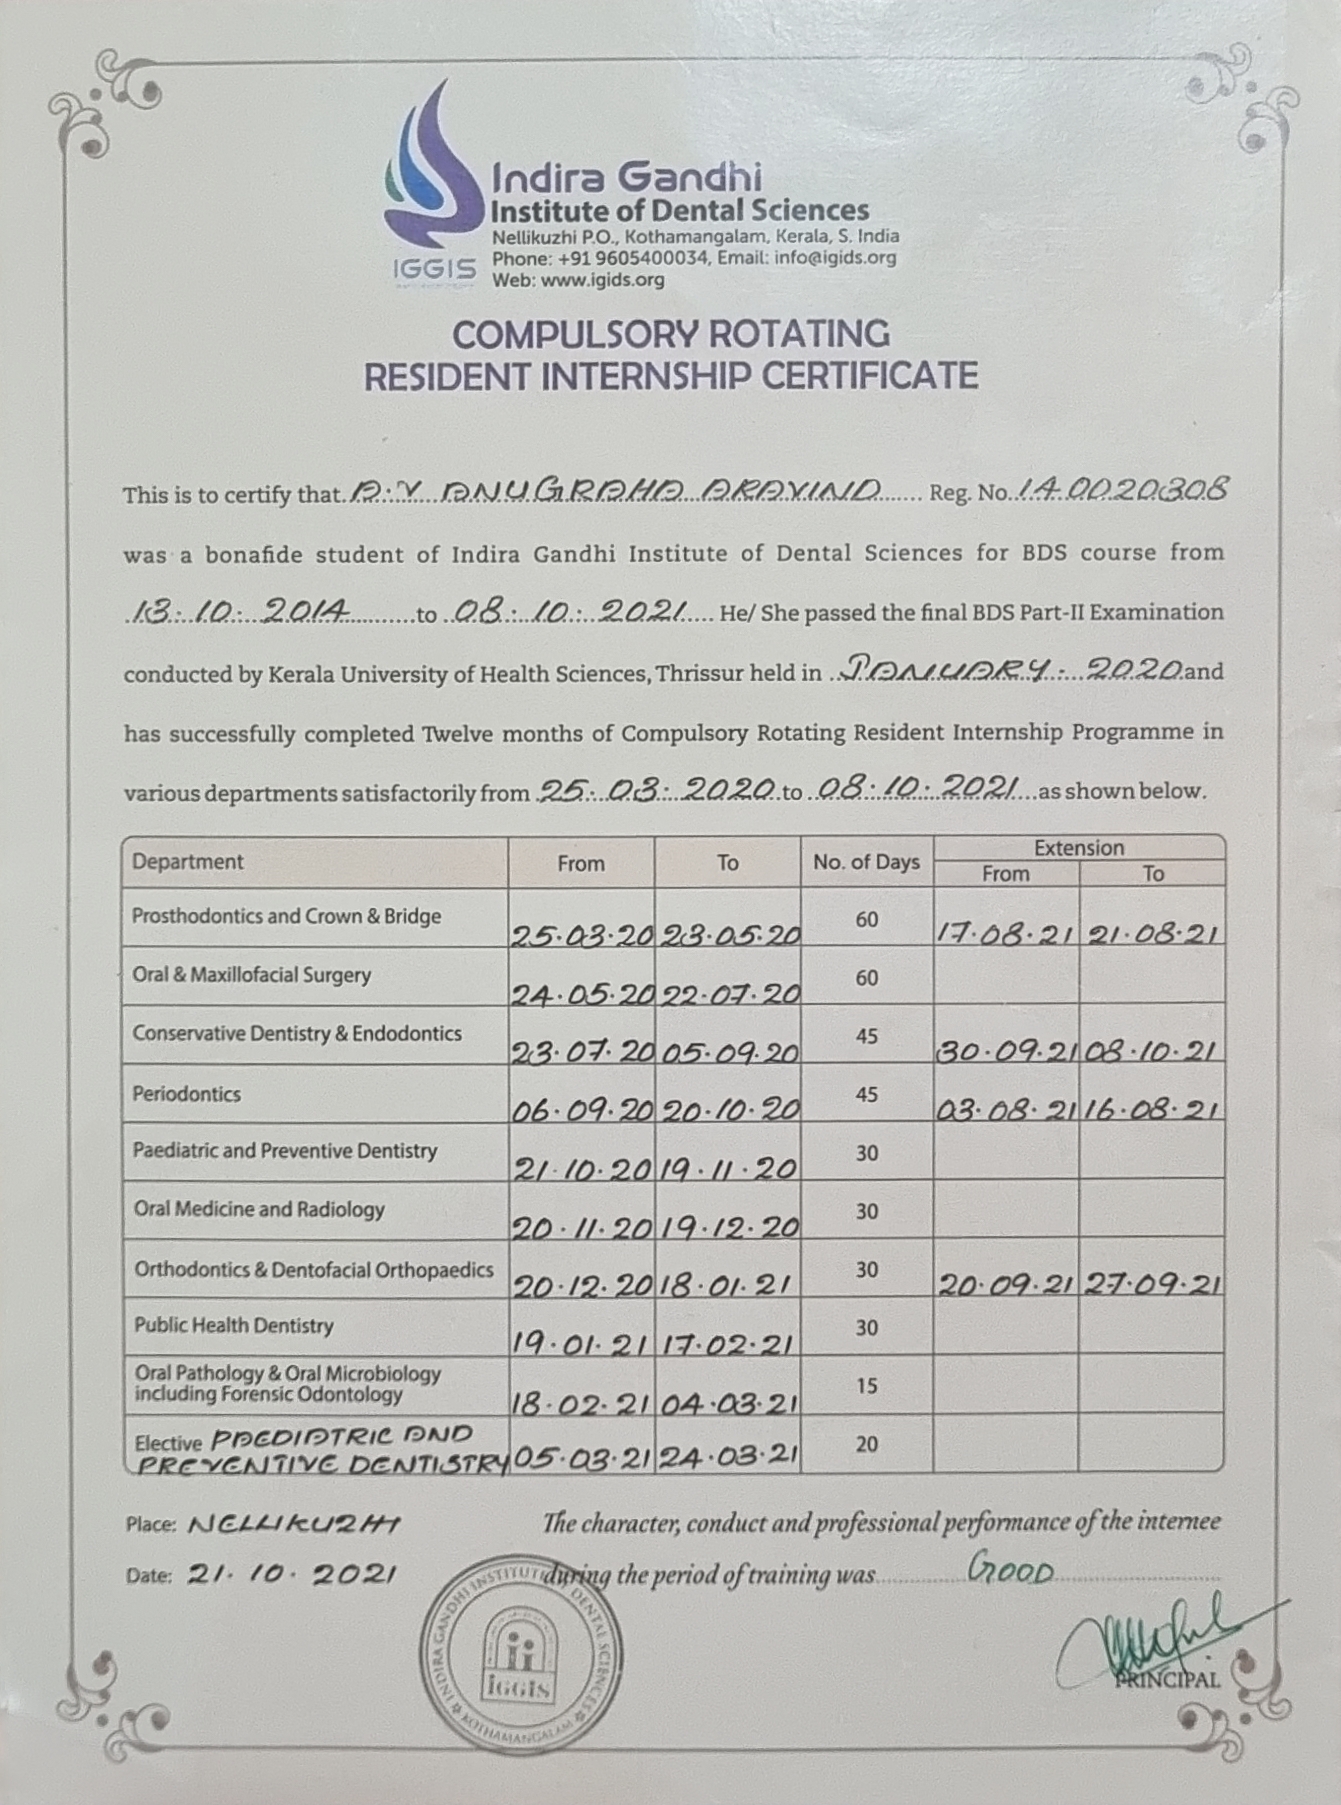 Indira Gandhi
Institute of Dental Sciences
Nellikuzhi P.O., Kothamangalam, Kerala, S. India
IGGIS Phone: +91 9605400034, Email: info@igids.org
Web: www.igids.org
COMPULSORY ROTATING
RESIDENT INTERNSHIP CERTIFICATE
This is to certify that A.V ANUGRAHA ARAVIND Reg. No. 140020308
was a bonafide student of Indira Gandhi Institute of Dental Sciences for BDS course from
13. 10. 2014 to 08. 10. 2021 He/ She passed the final BDS Part-II Examination
conducted by Kerala University of Health Sciences, Thrissur held in JANUARY. 2020 and
has successfully completed Twelve months of Compulsory Rotating Resident Internship Programme in
various departments satisfactorily from 25. 03. 2020 to 08. 10. 2021 as shown below.
Department From To No. of Days Extension
From To
Prosthodontics and Crown & Bridge 25.03.20 23.05.20 60 17.08.21 21.08.21
Oral & Maxillofacial Surgery 24.05.20 22.07.20 60
Conservative Dentistry & Endodontics 23.07.20 05.09.20 45 30.09.21 08.10.21
Periodontics 06.09.20 20.10.20 45 03.08.21 16.08.21
Paediatric and Preventive Dentistry 21.10.20 19.11.20 30
Oral Medicine and Radiology 20.11.20 19.12.20 30
Orthodontics & Dentofacial Orthopaedics 20.12.20 18.01.21 30 20.09.21 27.09.21
Public Health Dentistry 19.01.21 17.02.21 30
Oral Pathology & Oral Microbiology
including Forensic Odontology 18.02.21 04.03.21 15
Elective PAEDIATRIC AND
PREVENTIVE DENTISTRY 05.03.21 24.03.21 20
Place: NELLIKUZHI The character, conduct and professional performance of the internee
Date: 21. 10. 2021 during the period of training was GOOD
INDIRA GANDHI INSTITUTE DENTAL SCIENCES
KOTHAMANGALAM
iGGiS
PRINCIPAL